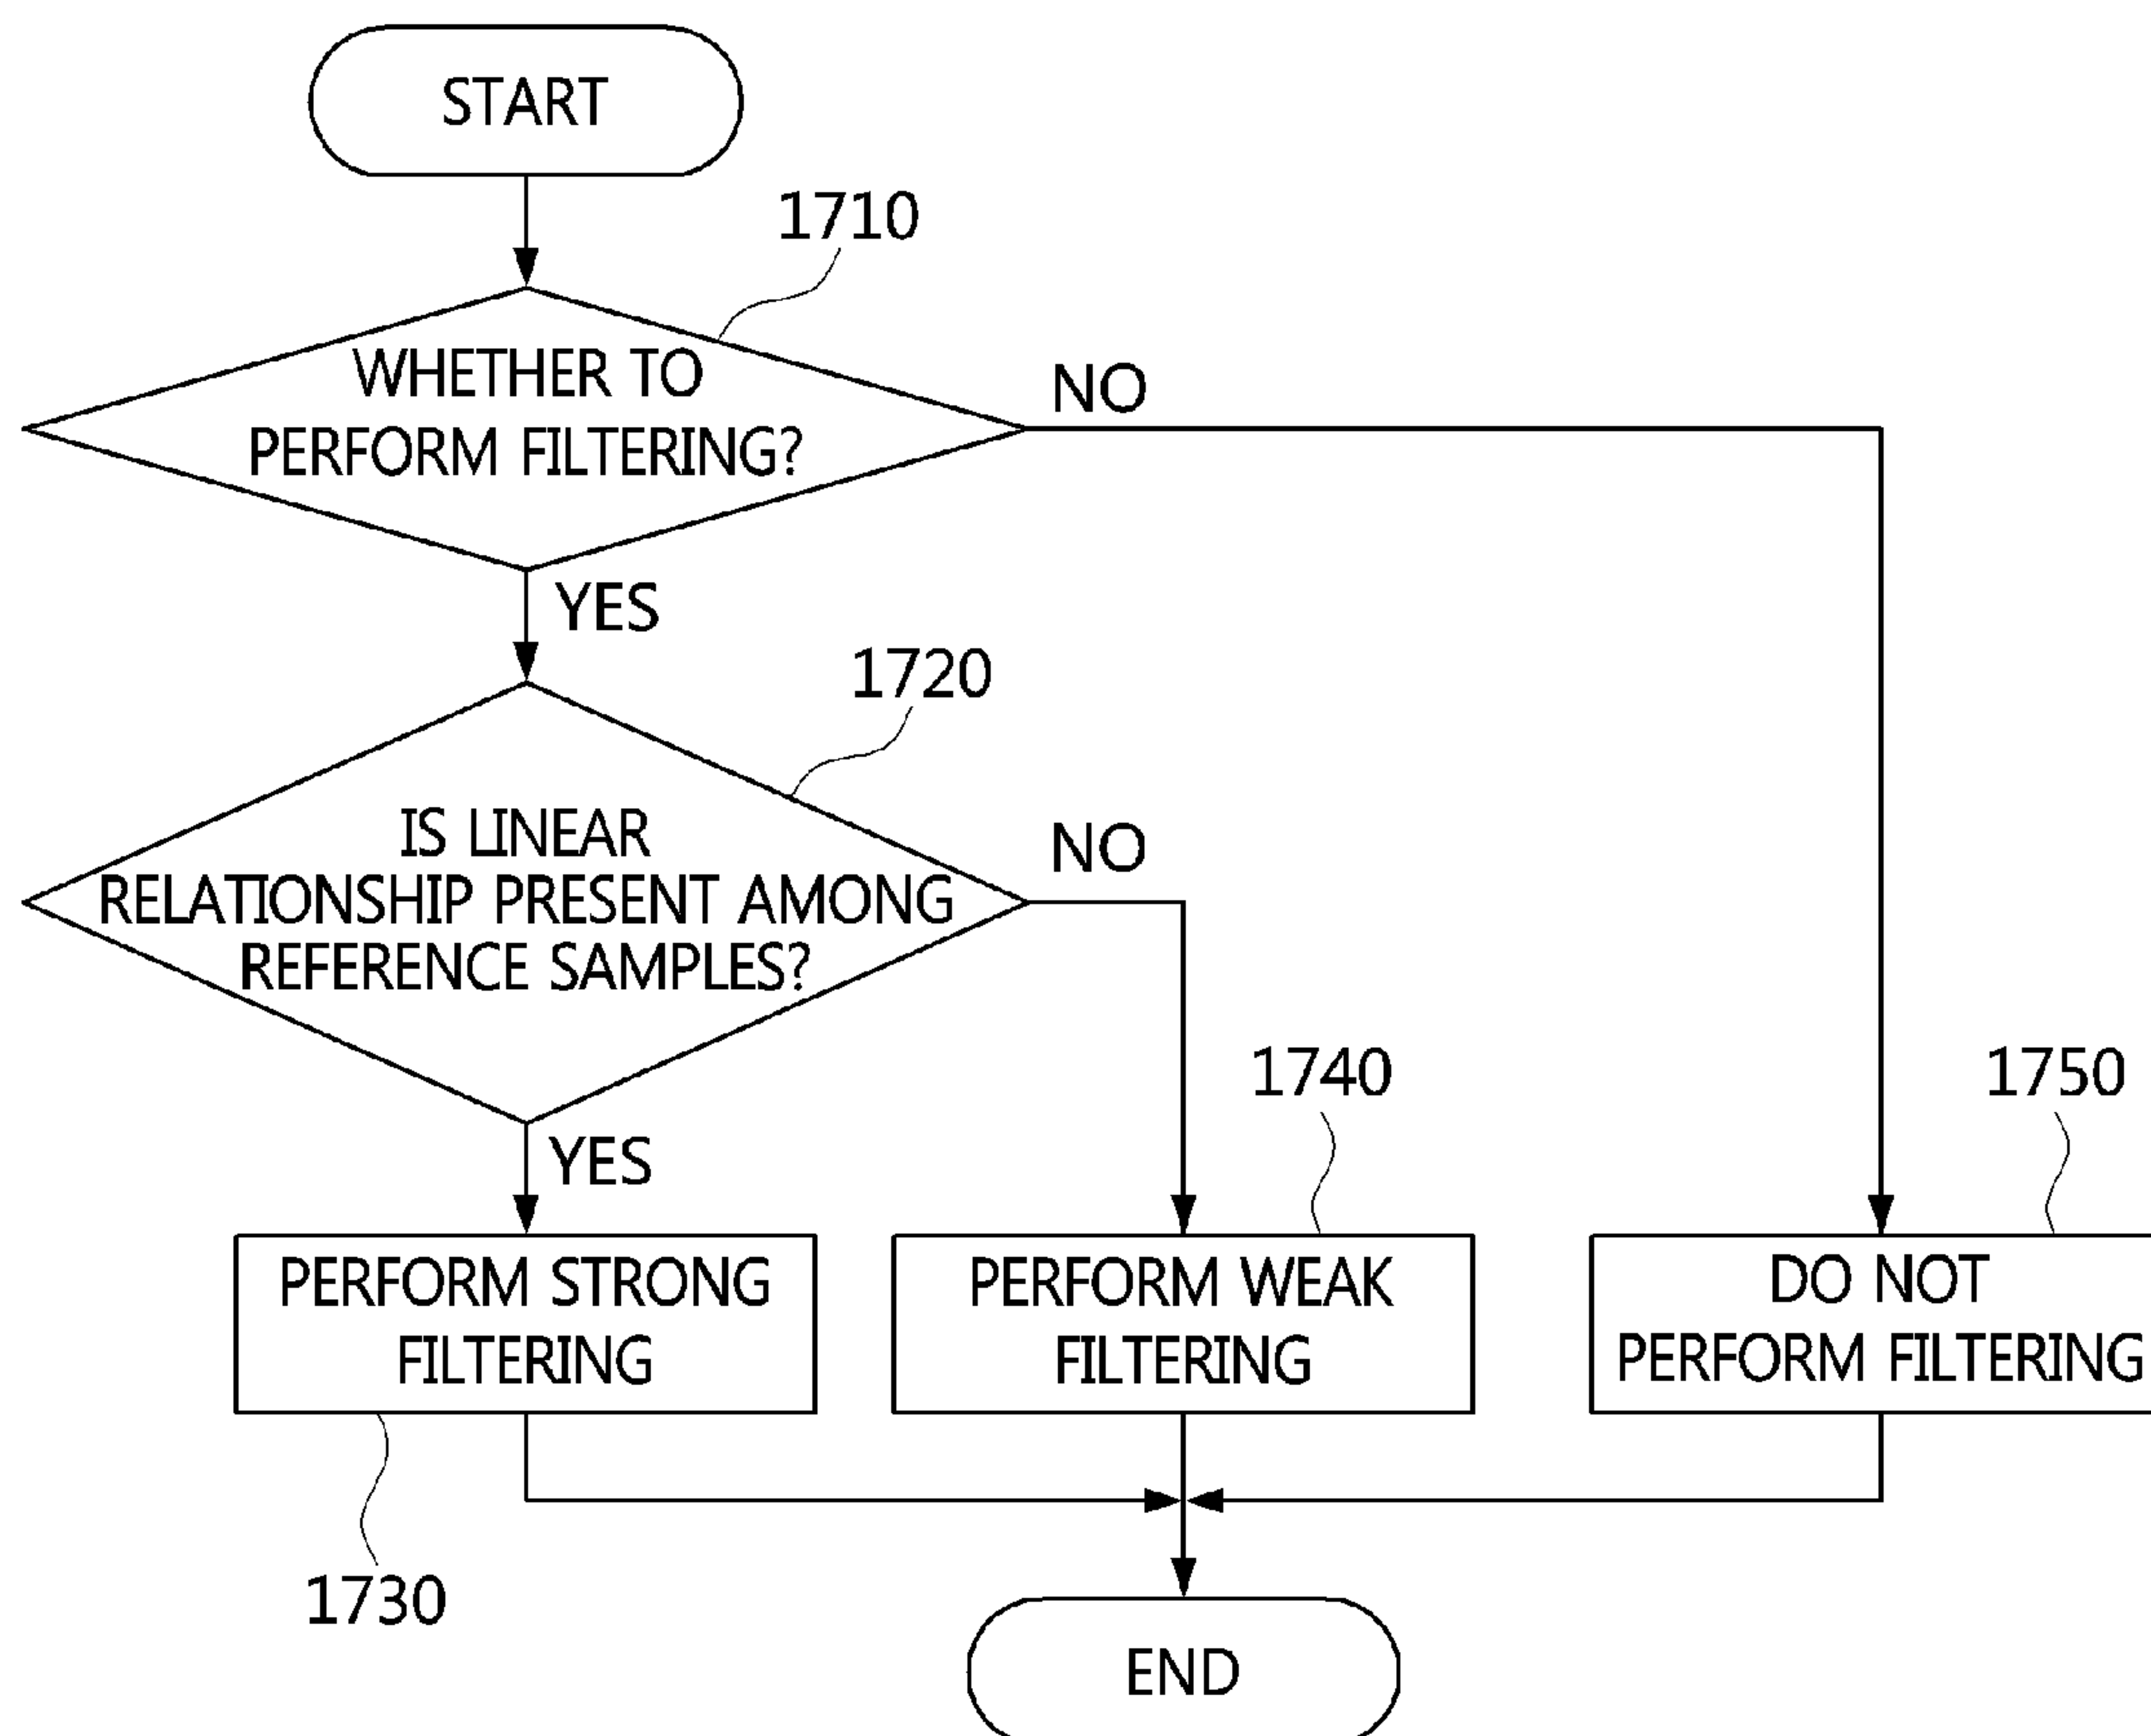 START
1710
WHETHER TO
PERFORM FILTERING?
NO
YES
1720
IS LINEAR
RELATIONSHIP PRESENT AMONG
REFERENCE SAMPLES?
NO
YES
1740
1750
PERFORM STRONG
FILTERING
PERFORM WEAK
FILTERING
DO NOT
PERFORM FILTERING
1730
END